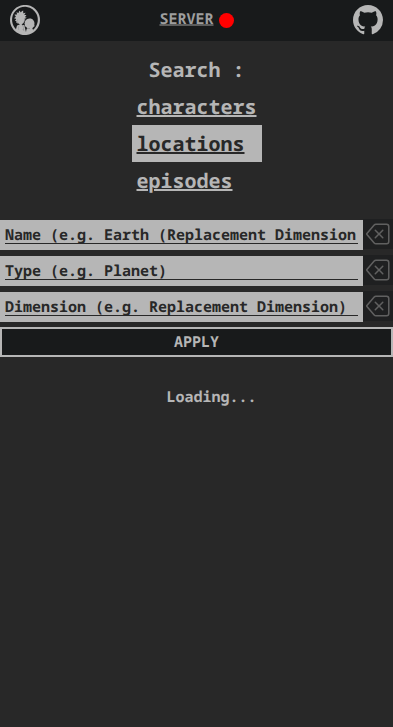 SERVER
Search :
characters
locations
episodes
Name (e.g. Earth (Replacement Dimension
Type (e.g. Planet)
Dimension (e.g. Replacement Dimension)
APPLY
Loading...